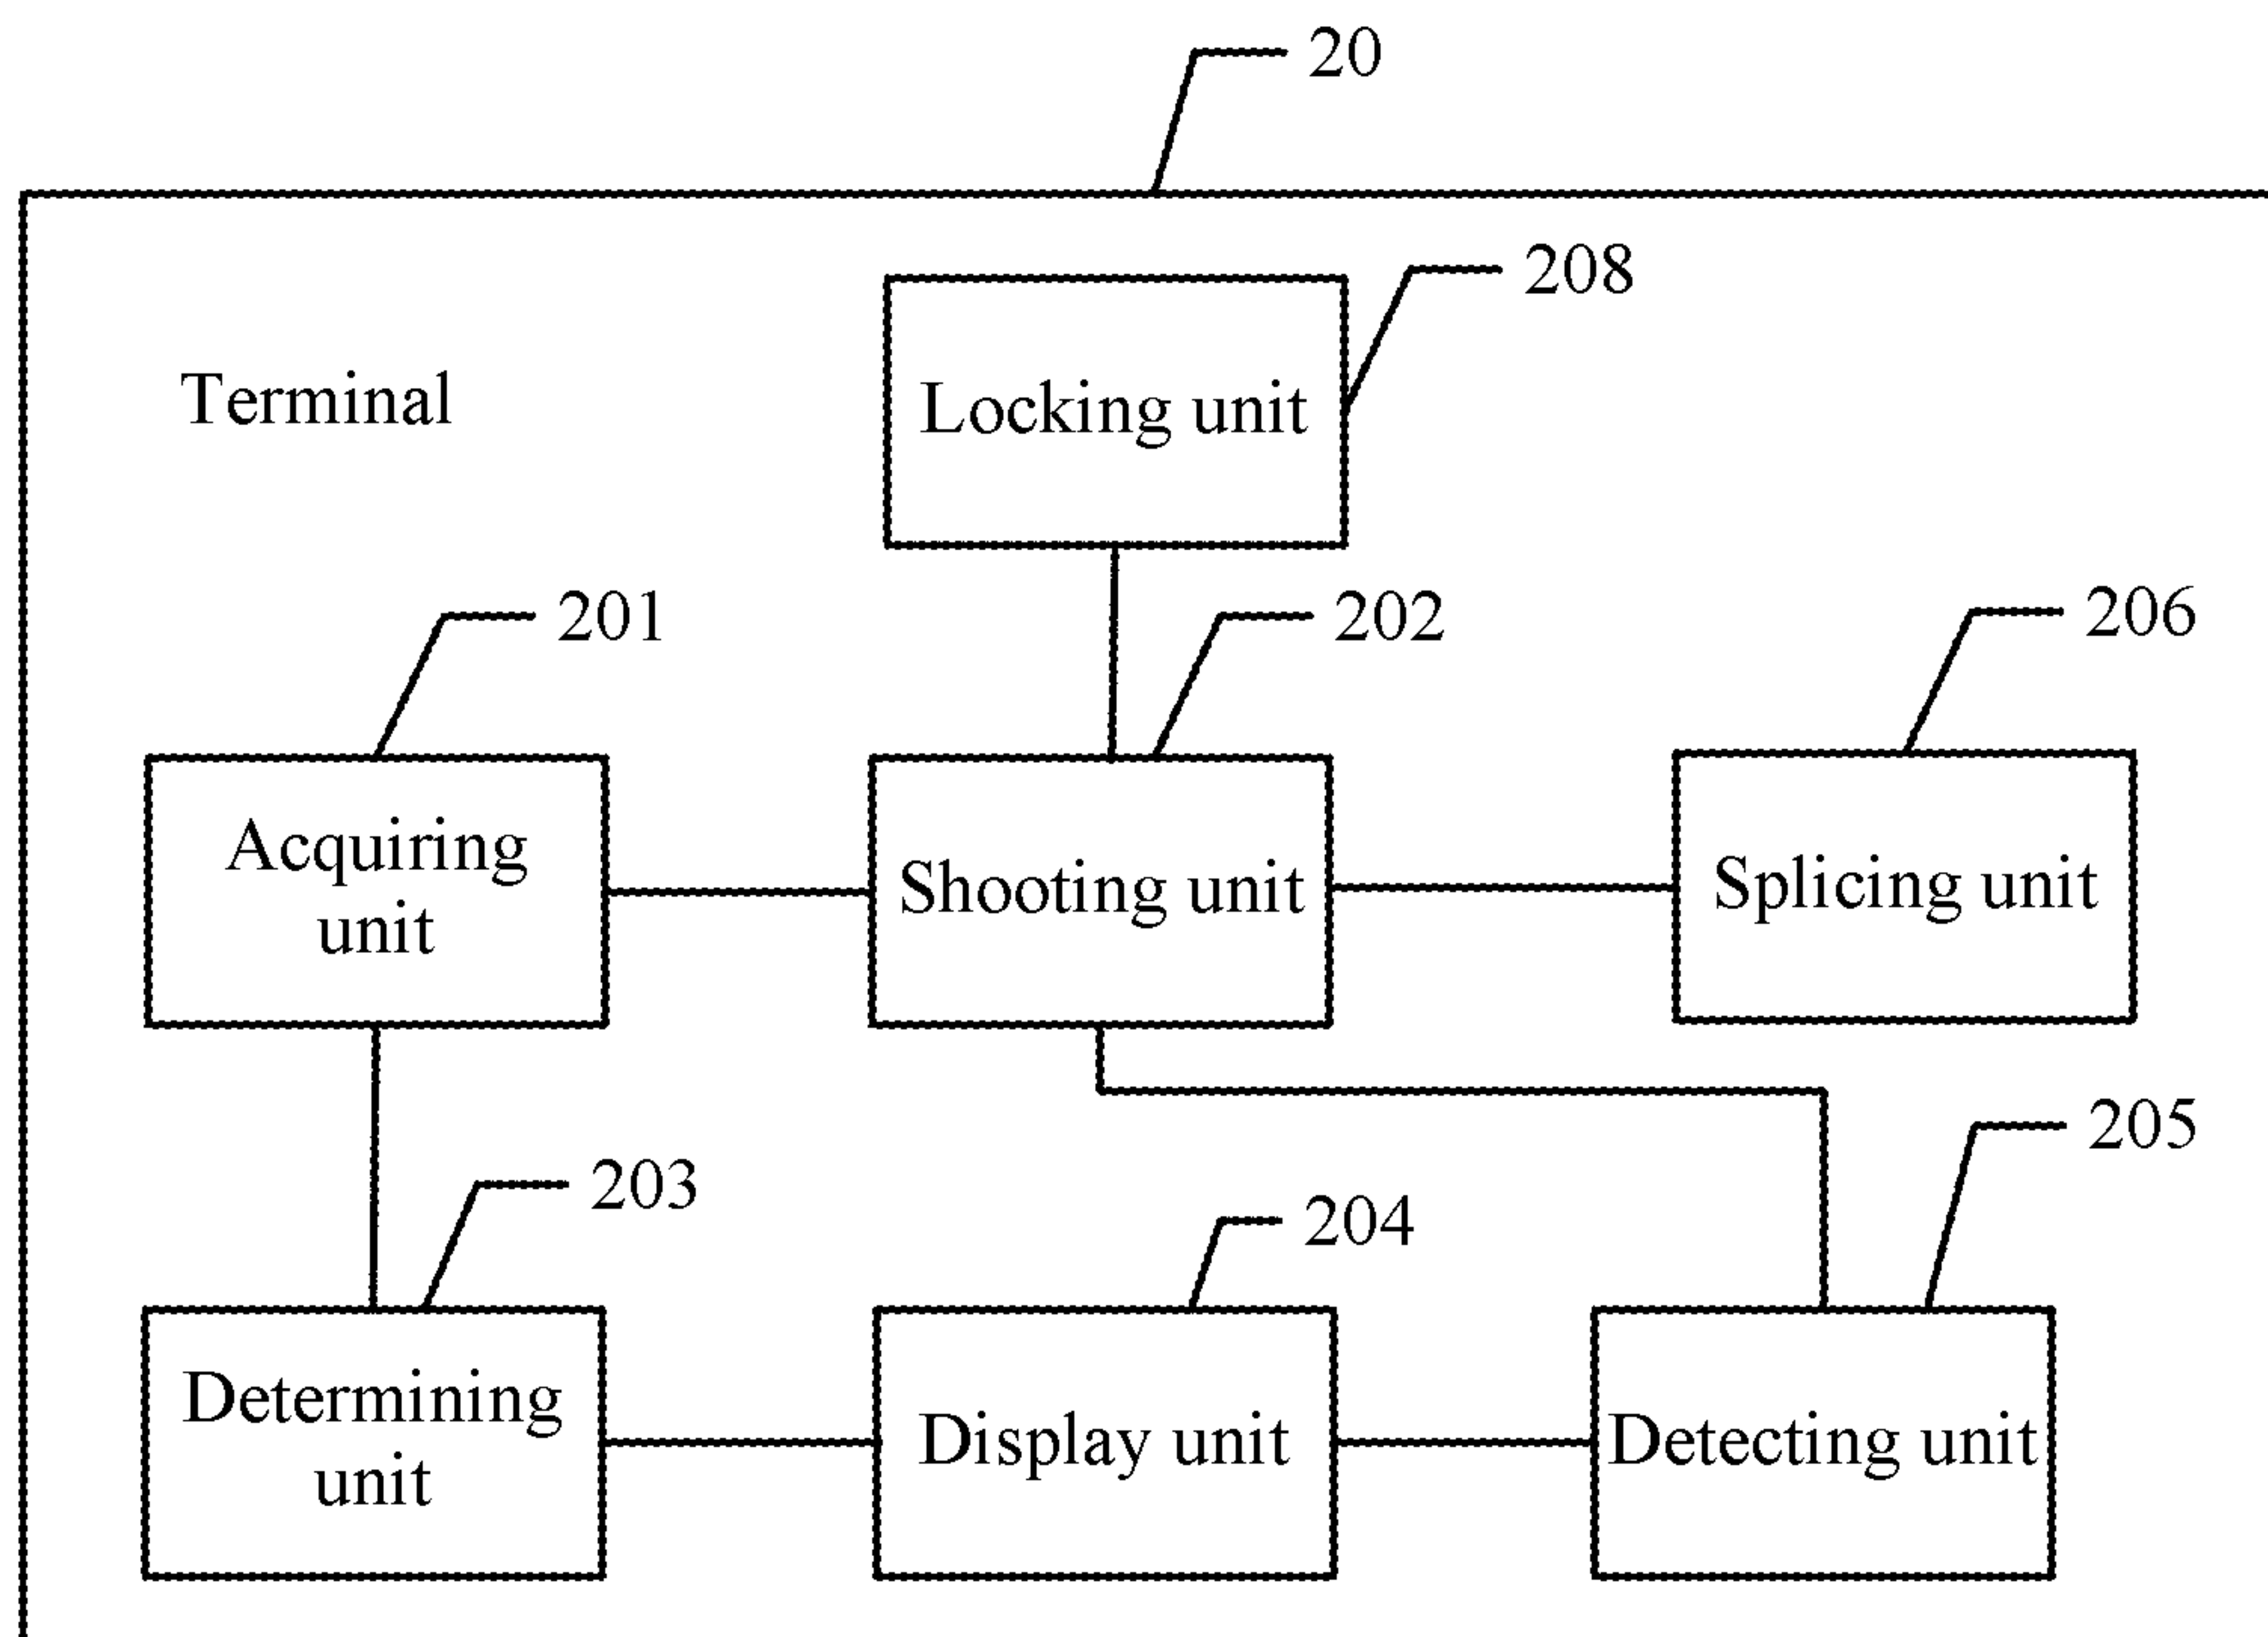 20
208
Terminal
Locking unit
201
202
206
Acquiring
unit
Shooting unit
Splicing unit
205
203
204
Determining
unit
Display unit
Detecting unit